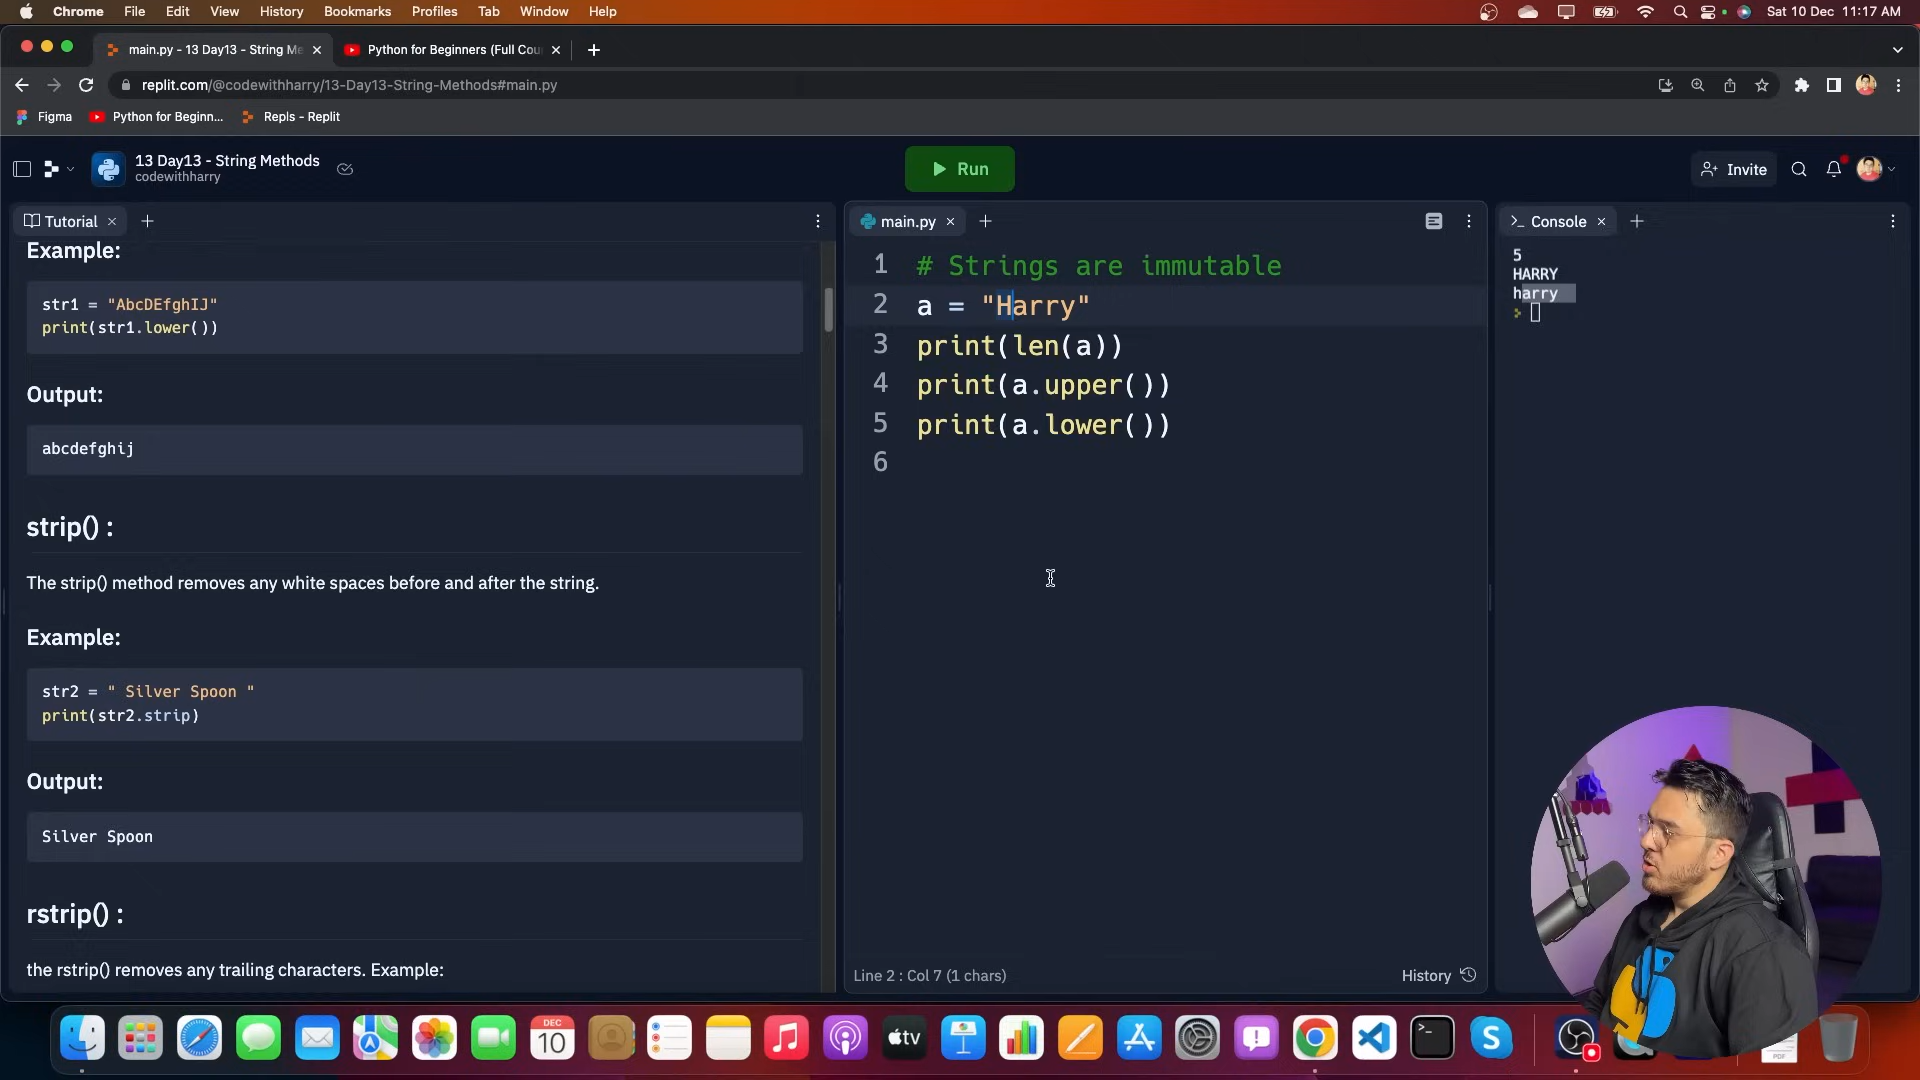 Chrome File Edit View History Bookmarks Profiles Tab Window Help
Sat 10 Dec 11:17 AM
main.py - 13 Day13 - String Me
Python for Beginners (Full Cou
replit.com/@codewithharry/13-Day13-String-Methods#main.py
Figma Python for Beginn... Repls - Replit
13 Day13 - String Methods
codewithharry
Run
Invite
Tutorial
Example:
str1 = "AbcDEfghIJ"
print(str1.lower())
Output:
abcdefghij
strip() :
The strip() method removes any white spaces before and after the string.
Example:
str2 = " Silver Spoon "
print(str2.strip)
Output:
Silver Spoon
rstrip() :
the rstrip() removes any trailing characters. Example:
main.py
1 # Strings are immutable
2 a = "Harry"
3 print(len(a))
4 print(a.upper())
5 print(a.lower())
6
Line 2 : Col 7 (1 chars)
History
Console
5
HARRY
harry
DEC
10
tv
PDF